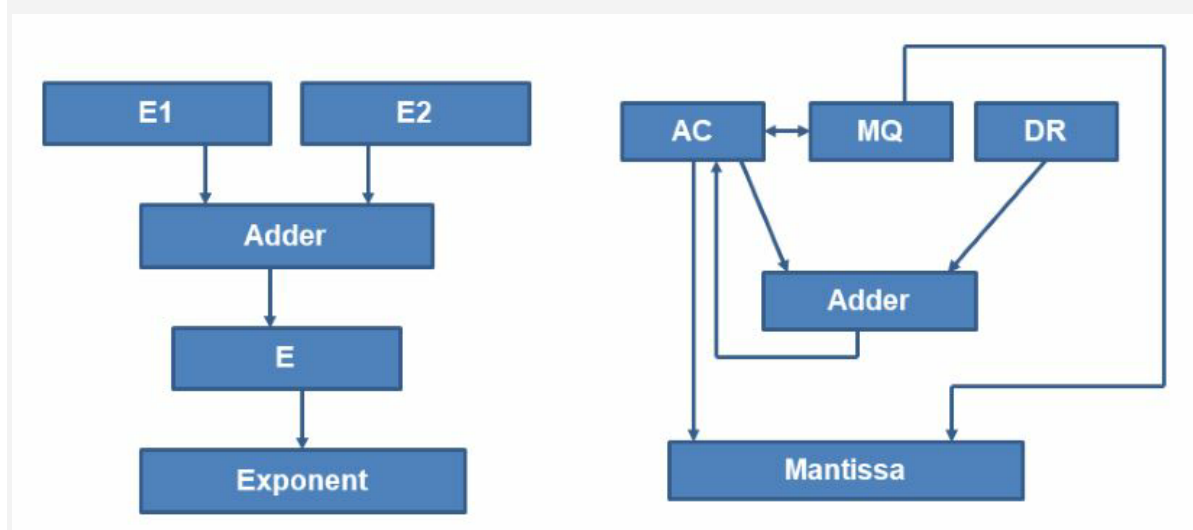 E1
E2
Adder
E
Exponent
AC
MQ
DR
Adder
Mantissa